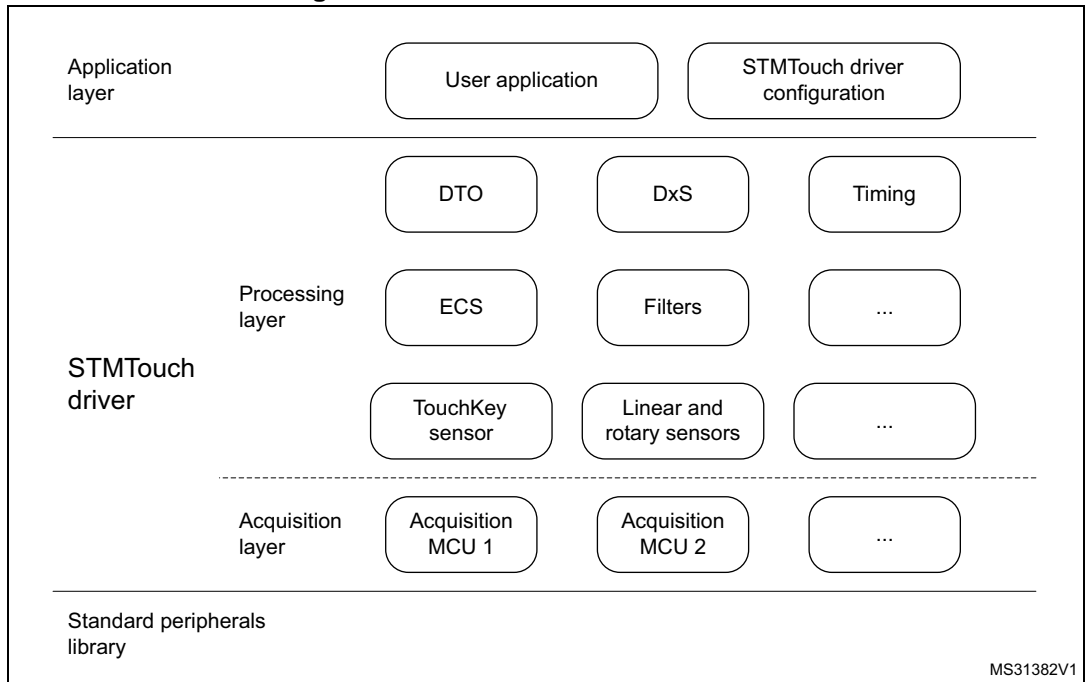 Application
layer
User application
STMTouch driver
configuration
DTO
DxS
Timing
Processing
layer
ECS
Filters
...
STMTouch
driver
TouchKey
sensor
Linear and
rotary sensors
...
Acquisition
layer
Acquisition
MCU 1
Acquisition
MCU 2
...
Standard peripherals
library
MS31382V1